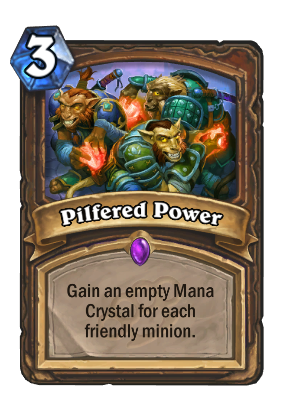 3
Pilfered Power
Gain an empty Mana
Crystal for each
friendly minion.